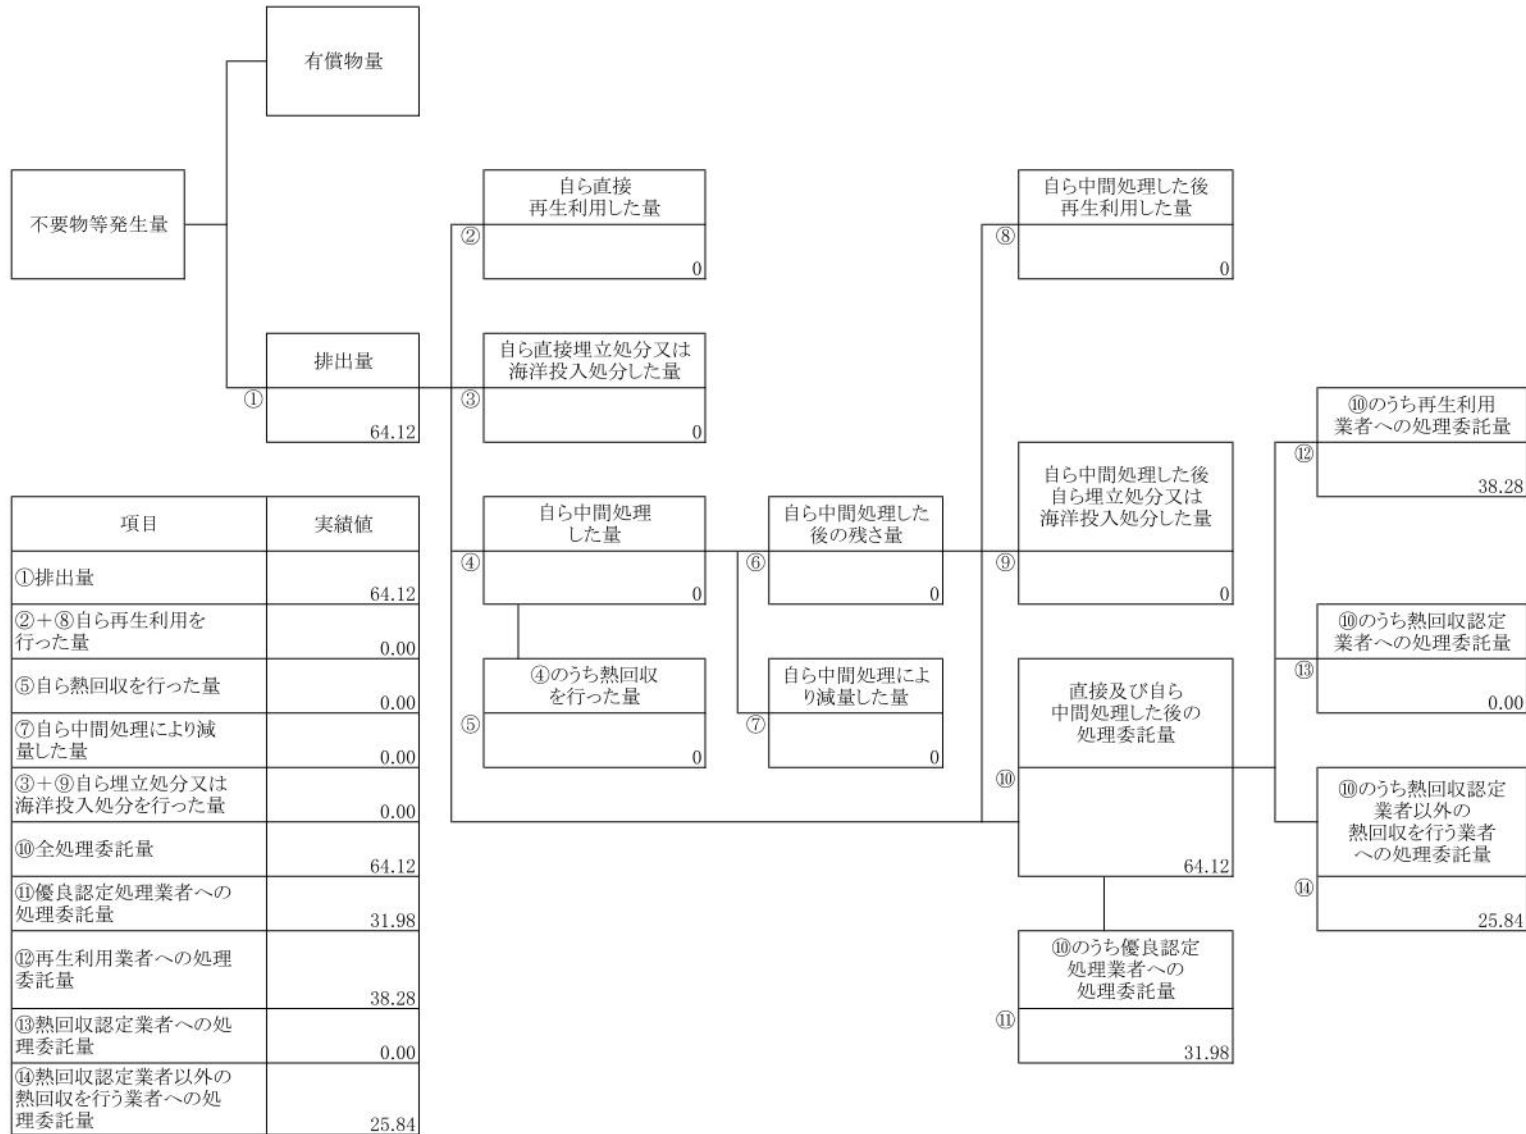 有償物量
不要物等発生量
自ら直接
再生利用した量
②
0
自ら中間処理した後
再生利用した量
⑧
0
排出量
①
64.12
自ら直接埋立処分又は
海洋投入処分した量
③
0
⑩のうち再生利用
業者への処理委託量
⑫
38.28
自ら中間処理
した量
④
0
自ら中間処理した
後の残さ量
⑥
0
自ら中間処理した後
自ら埋立処分又は
海洋投入処分した量
⑨
0
④のうち熱回収
を行った量
⑤
0
自ら中間処理によ
り減量した量
⑦
0
直接及び自ら
中間処理した後の
処理委託量
⑩
64.12
⑩のうち熱回収認定
業者への処理委託量
⑬
0.00
⑩のうち熱回収認定
業者以外の
熱回収を行う業者
への処理委託量
⑭
25.84
⑩のうち優良認定
処理業者への
処理委託量
⑪
31.98
項目
実績値
①排出量
64.12
②+⑧自ら再生利用を
行った量
0.00
⑤自ら熱回収を行った量
0.00
⑦自ら中間処理により減
量した量
0.00
③+⑨自ら埋立処分又は
海洋投入処分を行った量
0.00
⑩全処理委託量
64.12
⑪優良認定処理業者への
処理委託量
31.98
⑫再生利用業者への処理
委託量
38.28
⑬熱回収認定業者への処
理委託量
0.00
⑭熱回収認定業者以外の
熱回収を行う業者への処
理委託量
25.84